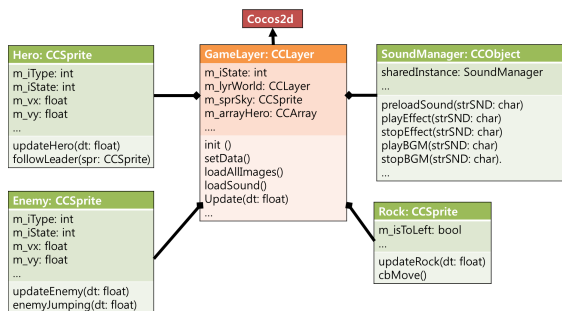 Cocos2d
Hero: CCSprite
m_iType: int
m_iState: int
m_vx: float
m_vy: float
...
updateHero(dt: float)
followLeader(spr: CCSprite)
GameLayer: CCLayer
m_iState: int
m_lyrWorld: CCLayer
m_sprSky: CCSprite
m_arrayHero: CCArray
....
init ()
setData()
loadAllImages()
loadSound()
Update(dt: float)
...
SoundManager: CCObject
sharedInstance: SoundManager
...
preloadSound(strSND: char)
playEffect(strSND: char)
stopEffect(strSND: char)
playBGM(strSND: char)
stopBGM(strSND: char).
...
Enemy: CCSprite
m_iType: int
m_iState: int
m_vx: float
m_vy: float
...
updateEnemy(dt: float)
enemyJumping(dt: float)
Rock: CCSprite
m_isToLeft: bool
...
updateRock(dt: float)
cbMove()